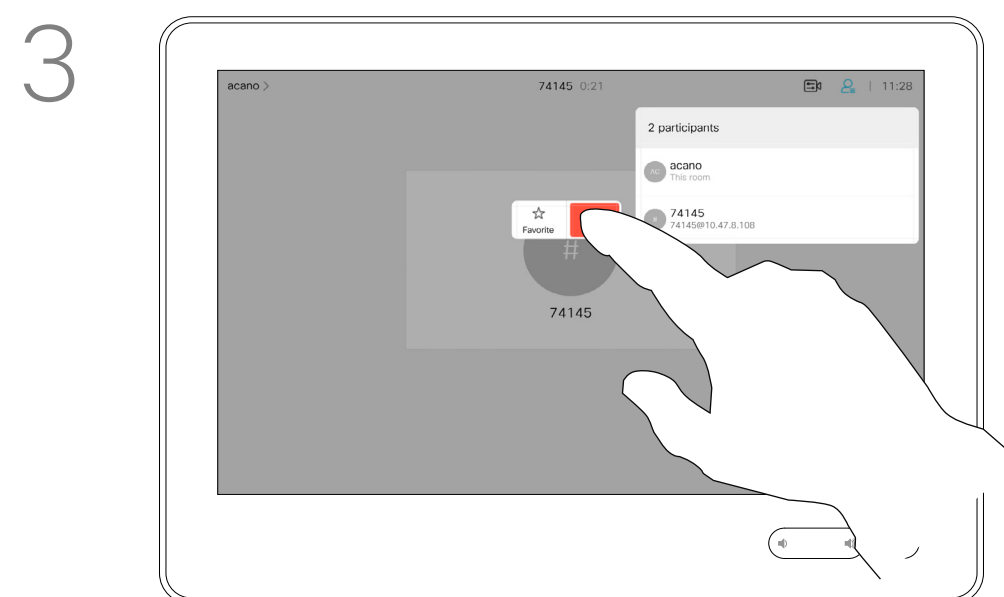 3
acano >
74145 0:21
11:28
2 participants
AC
acano
This room
74145
74145@10.47.8.108
Favorite
#
74145